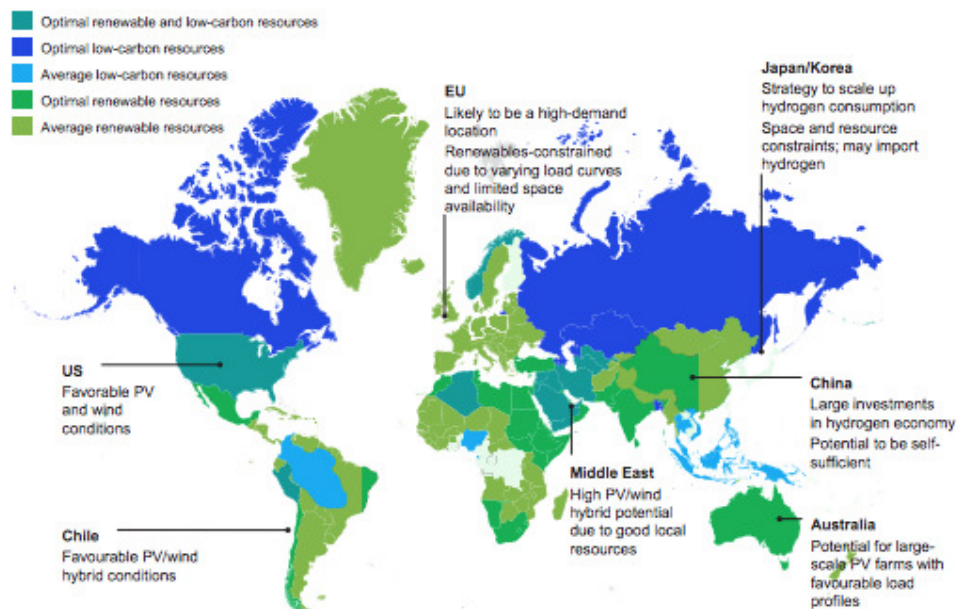 Optimal renewable and low-carbon resources
Optimal low-carbon resources
Average low-carbon resources
Optimal renewable resources
Average renewable resources
EU
Likely to be a high-demand
location
Renewables-constrained
due to varying load curves
and limited space
availability
Japan/Korea
Strategy to scale up
hydrogen consumption
Space and resource
constraints; may import
hydrogen
US
Favorable PV
and wind
conditions
China
Large investments
in hydrogen economy
Potential to be self-
sufficient
Middle East
High PV/wind
hybrid potential
due to good local
resources
Chile
Favourable PV/wind
hybrid conditions
Australia
Potential for large-
scale PV farms with
favourable load
profiles